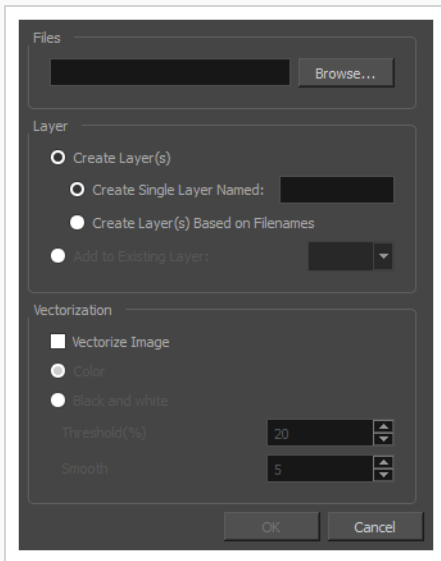 Files
Browse...
Layer
Create Layer(s)
Create Single Layer Named:
Create Layer(s) Based on Filenames
Add to Existing Layer:
Vectorization
Vectorize Image
Color
Black and white
Threshold(%) 20
Smooth 5
OK Cancel